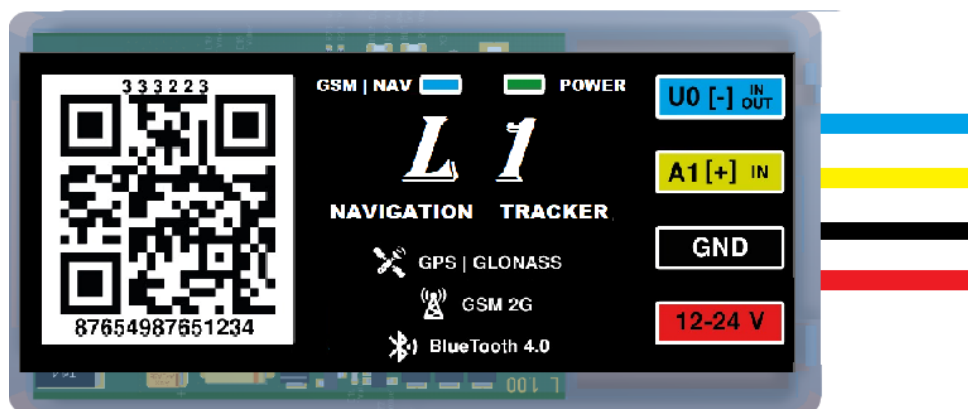 333223
87654987651234
GSM | NAV
POWER
L 1
NAVIGATION TRACKER
GPS | GLONASS
GSM 2G
BlueTooth 4.0
U0 [-] IN OUT
A1 [+] IN
GND
12-24 V
L 100